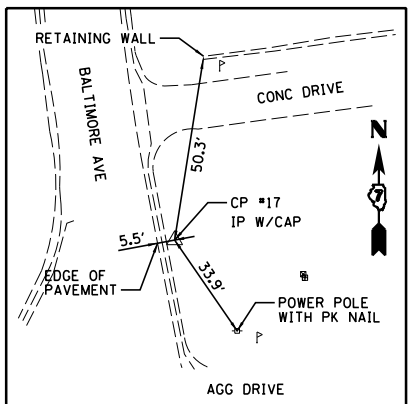 RETAINING WALL
BALTIMORE AVE
CONC DRIVE
N
7
50.3'
CP #17
IP W/CAP
5.5'
33.9'
EDGE OF
PAVEMENT
POWER POLE
WITH PK NAIL
AGG DRIVE